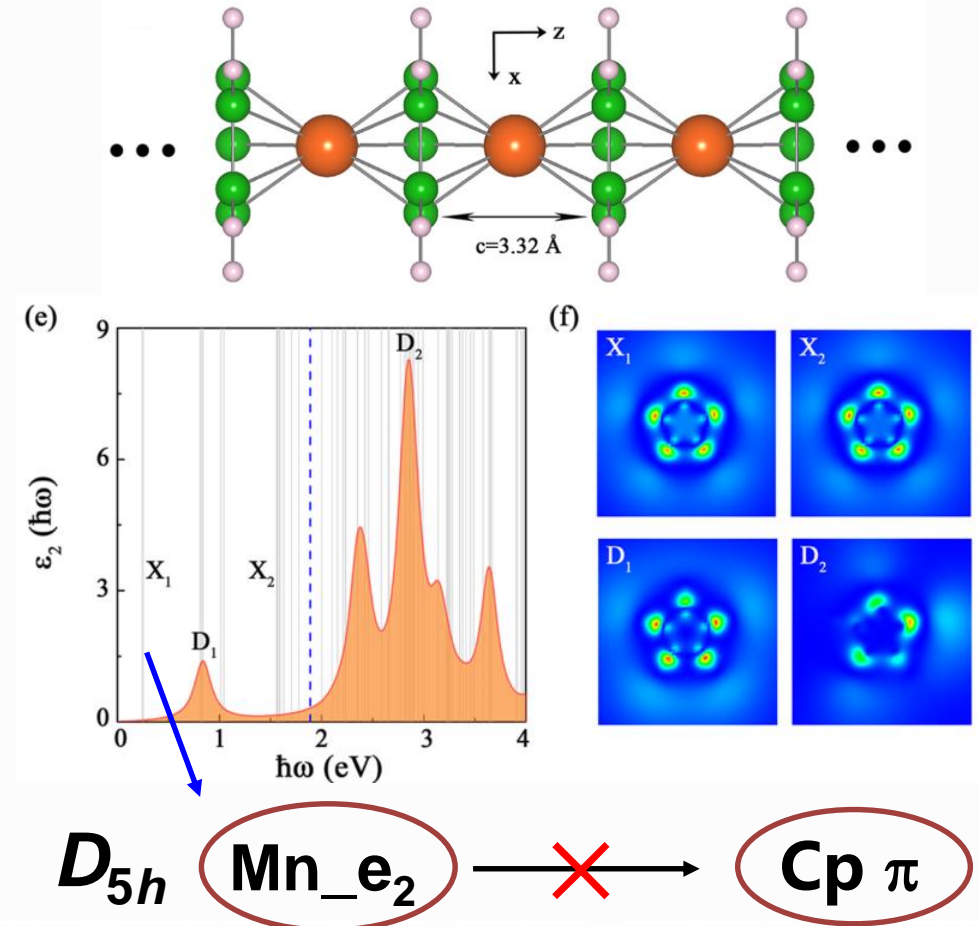 z
x
c=3.32 Å
(e)
(f)
9
6
3
0
ε₂ (ħω)
D₂
X₁
X₂
D₁
0 1 2 3 4
ħω (eV)
X₁
X₂
D₁
D₂
D₅ₕ Mn_e₂ Cp π